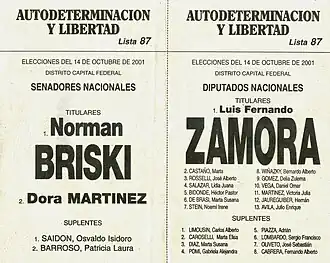 AUTODETERMINACION
Y LIBERTAD
Lista 87
ELECCIONES DEL 14 DE OCTUBRE DE 2001
DISTRITO CAPITAL FEDERAL
SENADORES NACIONALES
TITULARES
1. Norman
BRISKI
2. Dora MARTINEZ
SUPLENTES
1. SAIDON, Osvaldo Isidoro
2. BARROSO, Patricia Laura
AUTODETERMINACION
Y LIBERTAD
Lista 87
ELECCIONES DEL 14 DE OCTUBRE DE 2001
DISTRITO CAPITAL FEDERAL
DIPUTADOS NACIONALES
TITULARES
1. Luis Fernando
ZAMORA
2. CASTAÑO, Marta
3. ROSSELLI, José Alberto
4. SALAZAR, Lidia Juana
5. BIDONDE, Héctor Pastor
6. DE BRASI, Marta Susana
7. STEIN, Noemí Irene
8. WIÑAZKY, Bernardo Alberto
9. GOMEZ, Delia Zulema
10. VEGA, Daniel Omar
11. MARTINEZ, Victoria Julia
12. JAUREGUIBER, Hernán
13. AVILA, Julio Enrique
SUPLENTES
1. LIMOUSIN, Carlos Alberto
2. CAROSELLI, Marta Elisa
3. DIAZ, Marta Susana
4. POMI, Gabriela Alejandra
5. PIAZZA, Adrián
6. LOMBARDO, Sergio Francisco
7. OLIVETO, José Sebastián
8. CABRERA, Fernando Alberto